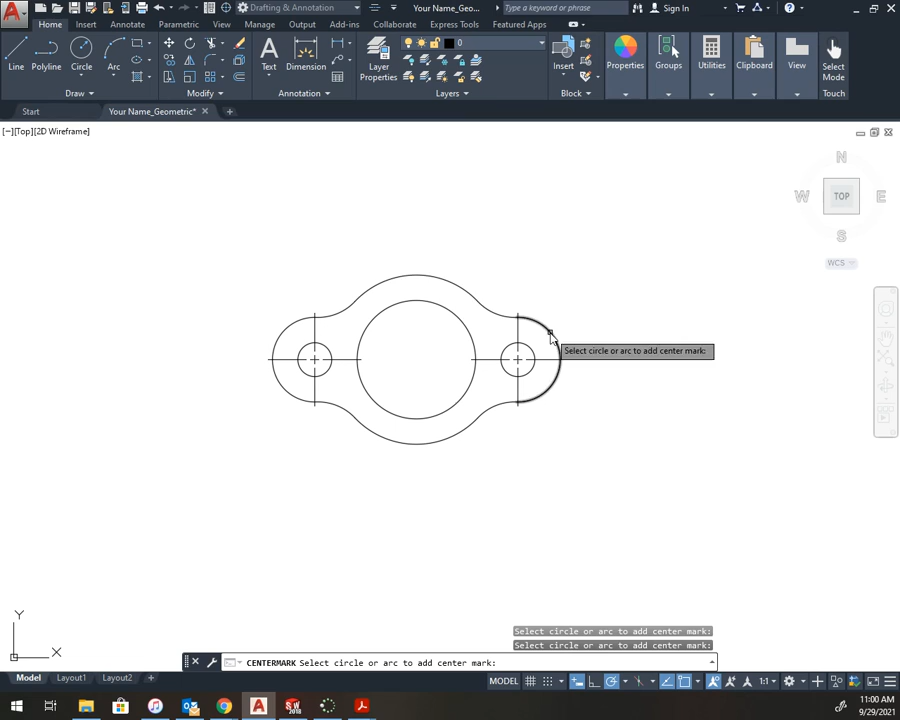 Drafting & Annotation
Your Name_Geo...
Type a keyword or phrase
Sign In
Home Insert Annotate Parametric View Manage Output Add-ins Collaborate Express Tools Featured Apps
0
Line Polyline Circle Arc
Text Dimension
Layer
Properties
Insert
Properties Groups Utilities Clipboard View
Select
Mode
Draw Modify Annotation Layers Block Touch
Start Your Name_Geometric*
[−][Top][2D Wireframe]
N
W TOP E
S
WCS
Select circle or arc to add center mark:
Y
X
Select circle or arc to add center mark:
Select circle or arc to add center mark:
CENTERMARK Select circle or arc to add center mark:
Model Layout1 Layout2
MODEL 1:1
SW
2018
11:00 AM
9/29/2021